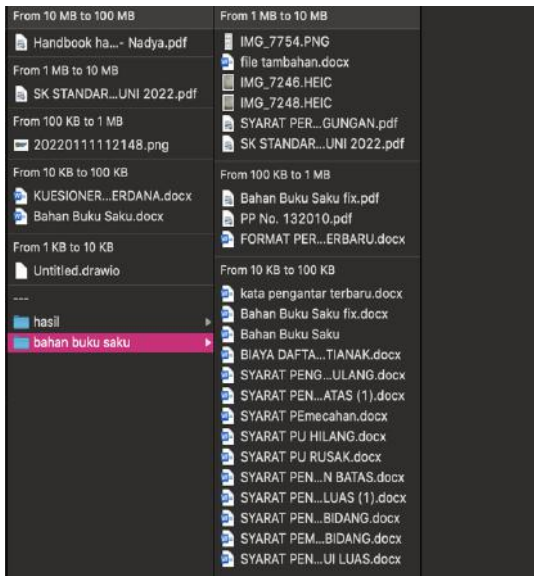 From 10 MB to 100 MB
Handbook ha...- Nadya.pdf
From 1 MB to 10 MB
SK STANDAR...UNI 2022.pdf
From 100 KB to 1 MB
20220111112148.png
From 10 KB to 100 KB
KUESIONER...ERDANA.docx
Bahan Buku Saku.docx
From 1 KB to 10 KB
Untitled.drawio
---
hasil
bahan buku saku
From 1 MB to 10 MB
IMG_7754.PNG
file tambahan.docx
IMG_7246.HEIC
IMG_7248.HEIC
SYARAT PER...GUNGAN.pdf
SK STANDAR...UNI 2022.pdf
From 100 KB to 1 MB
Bahan Buku Saku fix.pdf
PP No. 132010.pdf
FORMAT PER...ERBARU.docx
From 10 KB to 100 KB
kata pengantar terbaru.docx
Bahan Buku Saku fix.docx
Bahan Buku Saku
BIAYA DAFTA...TIANAK.docx
SYARAT PENG...ULANG.docx
SYARAT PEN...ATAS (1).docx
SYARAT PEmecahan.docx
SYARAT PU HILANG.docx
SYARAT PU RUSAK.docx
SYARAT PEN...N BATAS.docx
SYARAT PEN...LUAS (1).docx
SYARAT PEN...BIDANG.docx
SYARAT PEM...BIDANG.docx
SYARAT PEN...UI LUAS.docx